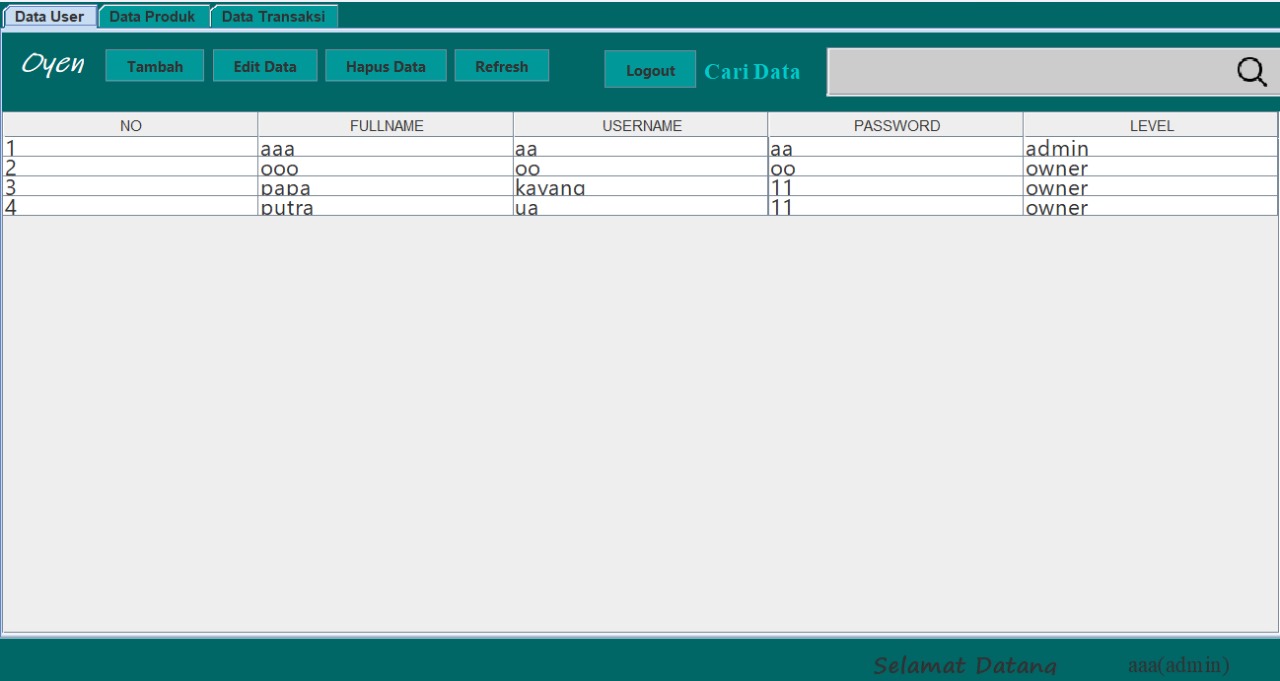 Data User Data Produk Data Transaksi
Oyen Tambah Edit Data Hapus Data Refresh Logout Cari Data
NO FULLNAME USERNAME PASSWORD LEVEL
1 aaa aa aa admin
2 ooo oo oo owner
3 papa kayang 11 owner
4 putra ua 11 owner
Selamat Datang aaa(admin)